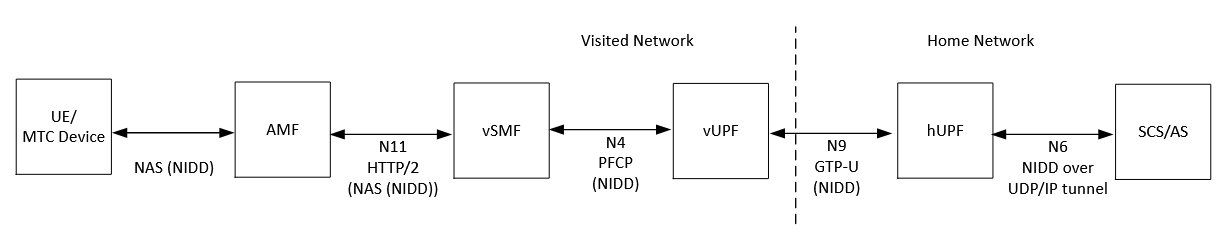 Visited Network
Home Network
UE/
MTC Device
AMF
vSMF
vUPF
hUPF
SCS/AS
NAS (NIDD)
N11
HTTP/2
(NAS (NIDD))
N4
PFCP
(NIDD)
N9
GTP-U
(NIDD)
N6
NIDD over
UDP/IP tunnel